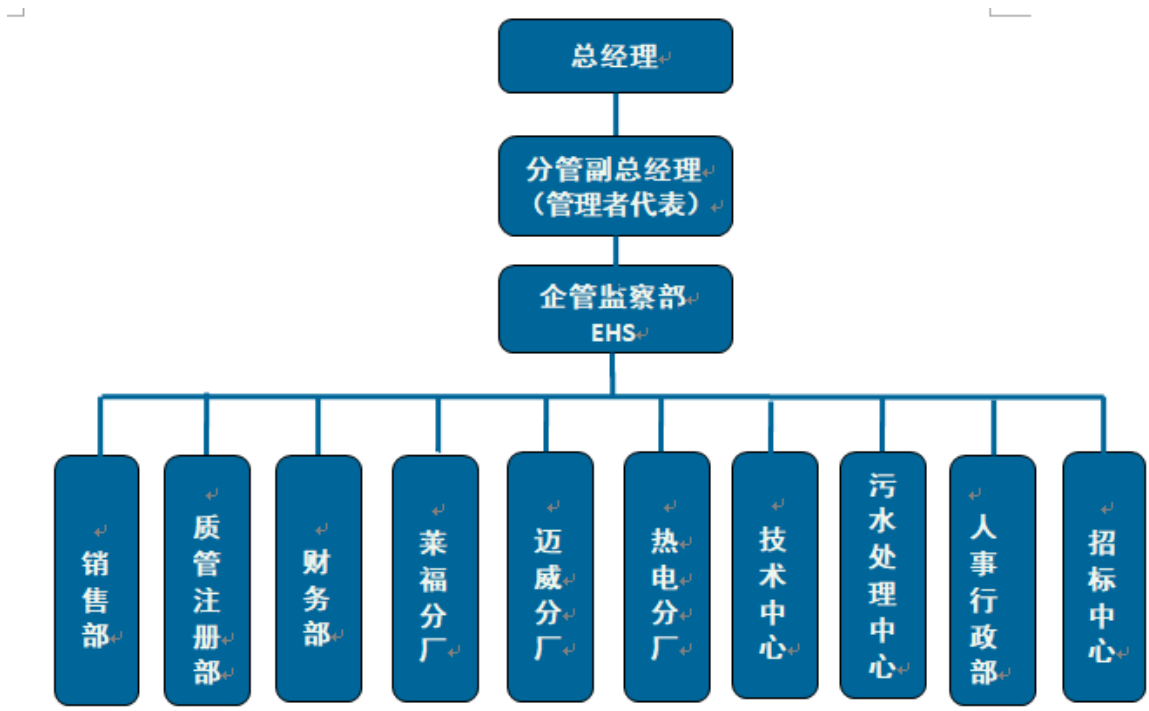 总经理
分管副总经理
（管理者代表）
企管监察部
EHS
销售部
质管注册部
财务部
莱福分厂
迈威分厂
热电分厂
技术中心
污水处理中心
人事行政部
招标中心